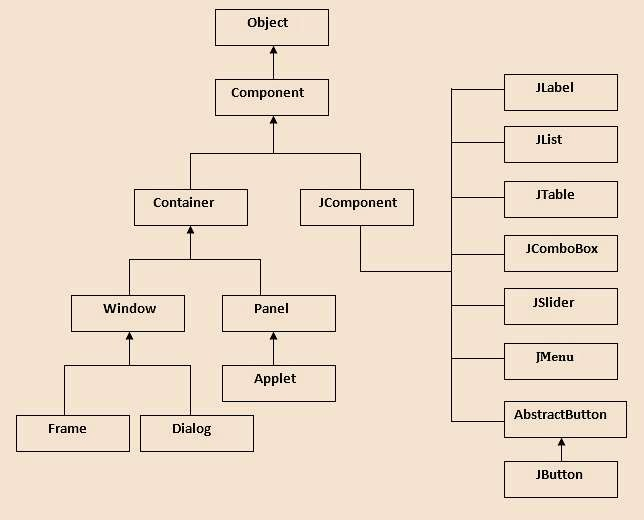 Object
Component
Container
JComponent
Window
Panel
Applet
Frame
Dialog
JLabel
JList
JTable
JComboBox
JSlider
JMenu
AbstractButton
JButton